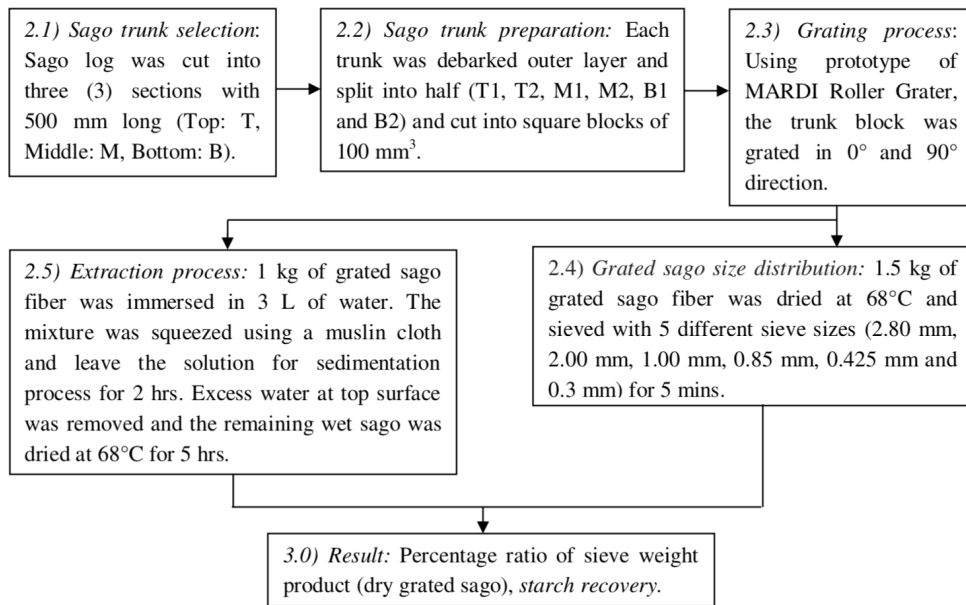 2.1) Sago trunk selection:
Sago log was cut into
three (3) sections with
500 mm long (Top: T,
Middle: M, Bottom: B).
2.2) Sago trunk preparation: Each
trunk was debarked outer layer and
split into half (T1, T2, M1, M2, B1
and B2) and cut into square blocks of
100 mm³.
2.3) Grating process:
Using prototype of
MARDI Roller Grater,
the trunk block was
grated in 0° and 90°
direction.
2.5) Extraction process: 1 kg of grated sago
fiber was immersed in 3 L of water. The
mixture was squeezed using a muslin cloth
and leave the solution for sedimentation
process for 2 hrs. Excess water at top surface
was removed and the remaining wet sago was
dried at 68°C for 5 hrs.
2.4) Grated sago size distribution: 1.5 kg of
grated sago fiber was dried at 68°C and
sieved with 5 different sieve sizes (2.80 mm,
2.00 mm, 1.00 mm, 0.85 mm, 0.425 mm and
0.3 mm) for 5 mins.
3.0) Result: Percentage ratio of sieve weight
product (dry grated sago), starch recovery.